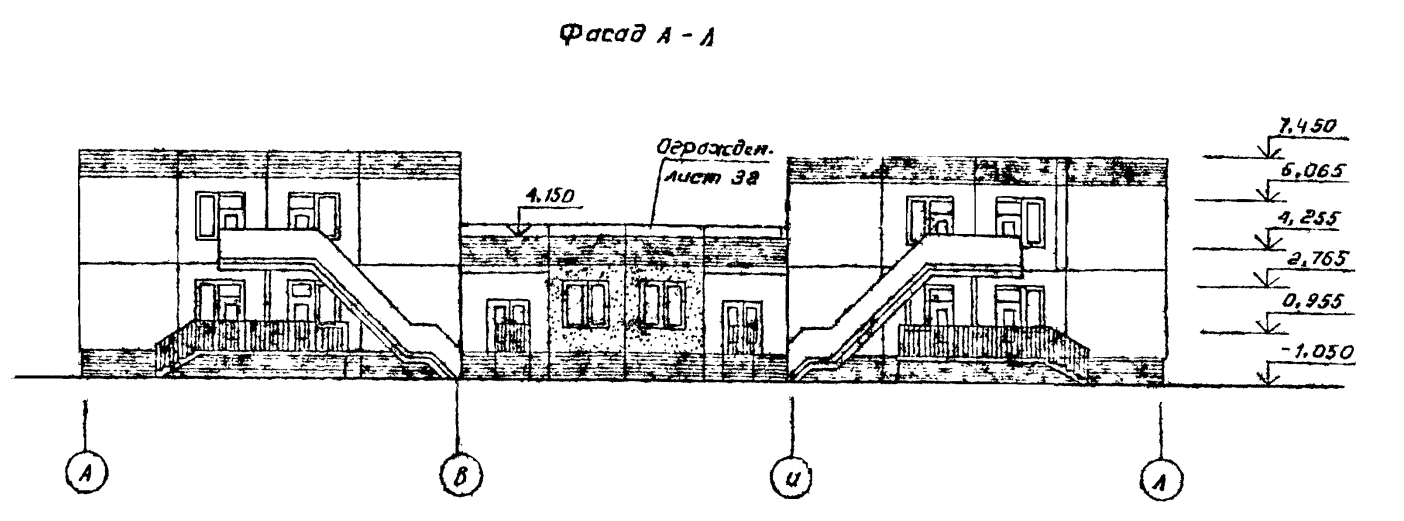 Фасад А - Л
Огражден.
лист 38
4.150
7.450
6,065
4,255
2,765
0,955
-1.050
А
В
И
Л